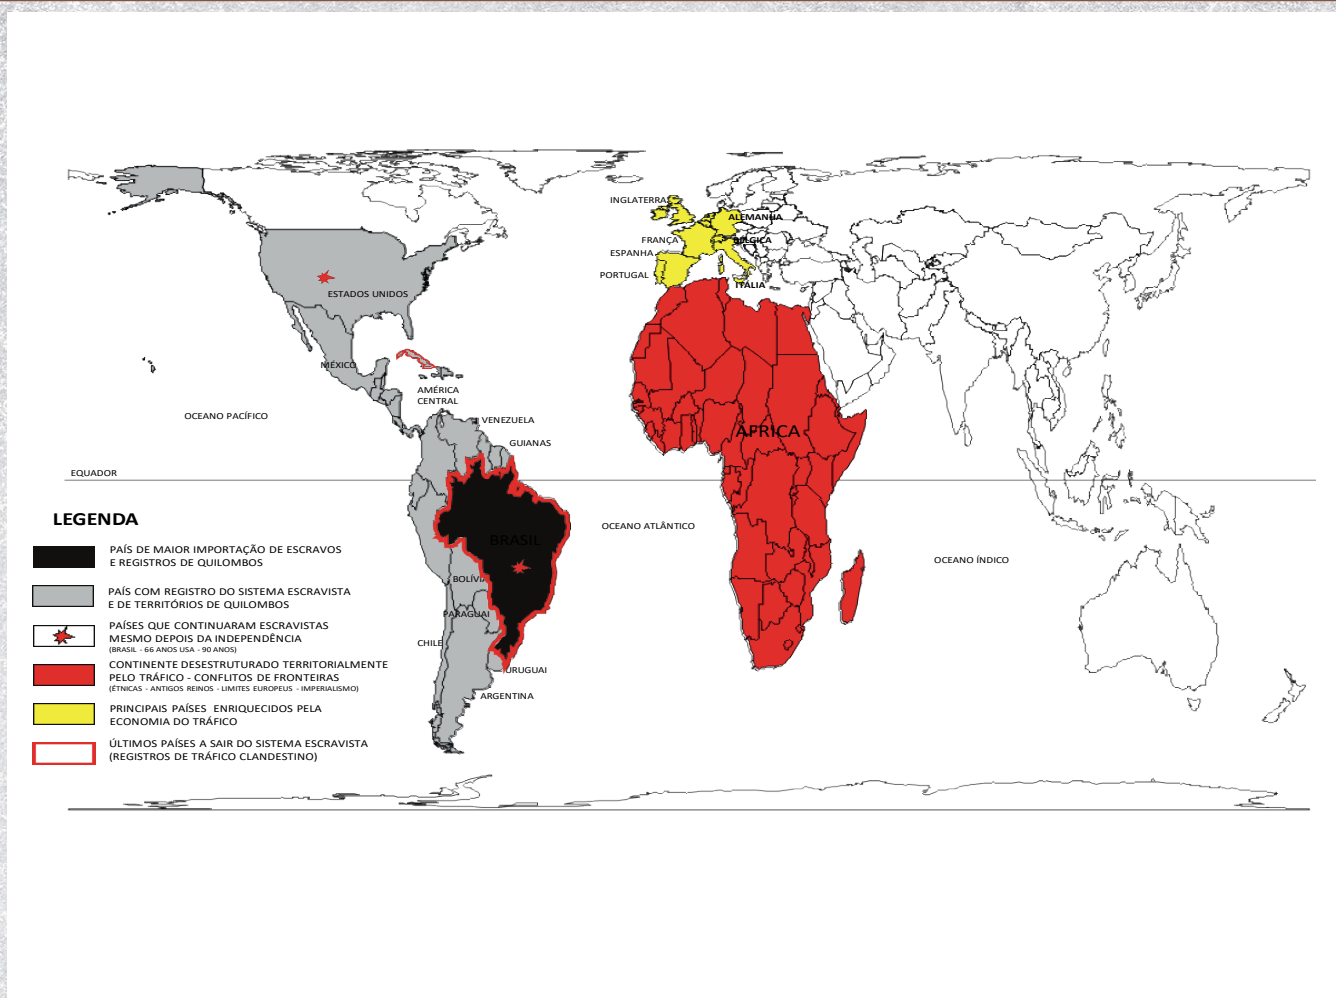 INGLATERRA
ALEMANHA
FRANÇA
BÉLGICA
ESPANHA
PORTUGAL
ITÁLIA
ESTADOS UNIDOS
MÉXICO
AMÉRICA
CENTRAL
OCEANO PACÍFICO
VENEZUELA
ÁFRICA
GUIANAS
EQUADOR
LEGENDA
OCEANO ATLÂNTICO
BRASIL
OCEANO ÍNDICO
PAÍS DE MAIOR IMPORTAÇÃO DE ESCRAVOS
E REGISTROS DE QUILOMBOS
BOLÍVIA
PAÍS COM REGISTRO DO SISTEMA ESCRAVISTA
E DE TERRITÓRIOS DE QUILOMBOS
PARAGUAI
PAÍSES QUE CONTINUARAM ESCRAVISTAS
MESMO DEPOIS DA INDEPENDÊNCIA
(BRASIL - 66 ANOS USA - 90 ANOS)
CHILE
CONTINENTE DESESTRUTURADO TERRITORIALMENTE
PELO TRÁFICO - CONFLITOS DE FRONTEIRAS
(ÉTNICAS - ANTIGOS REINOS - LIMITES EUROPEUS - IMPERIALISMO)
URUGUAI
ARGENTINA
PRINCIPAIS PAÍSES ENRIQUECIDOS PELA
ECONOMIA DO TRÁFICO
ÚLTIMOS PAÍSES A SAIR DO SISTEMA ESCRAVISTA
(REGISTROS DE TRÁFICO CLANDESTINO)